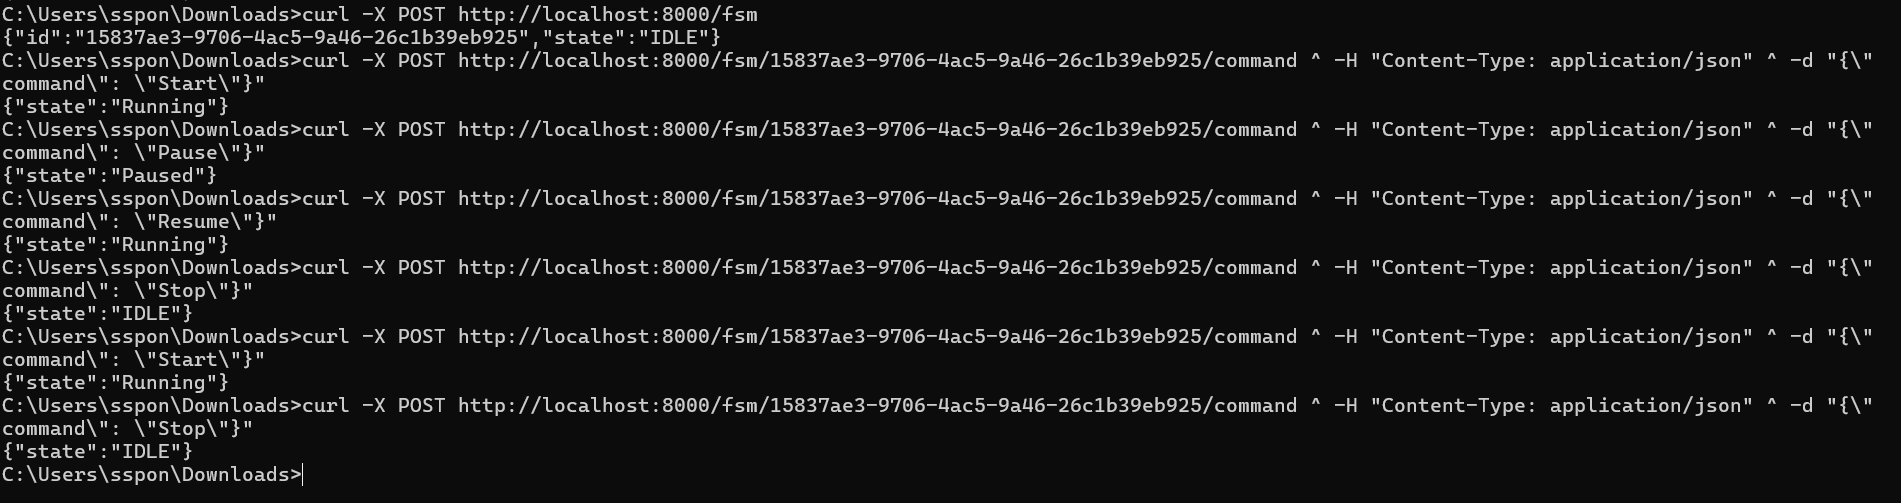 C:\Users\sspon\Downloads>curl -X POST http://localhost:8000/fsm
{"id":"15837ae3-9706-4ac5-9a46-26c1b39eb925","state":"IDLE"}
C:\Users\sspon\Downloads>curl -X POST http://localhost:8000/fsm/15837ae3-9706-4ac5-9a46-26c1b39eb925/command ^ -H "Content-Type: application/json" ^ -d "{\"
command\": \"Start\"}"
{"state":"Running"}
C:\Users\sspon\Downloads>curl -X POST http://localhost:8000/fsm/15837ae3-9706-4ac5-9a46-26c1b39eb925/command ^ -H "Content-Type: application/json" ^ -d "{\"
command\": \"Pause\"}"
{"state":"Paused"}
C:\Users\sspon\Downloads>curl -X POST http://localhost:8000/fsm/15837ae3-9706-4ac5-9a46-26c1b39eb925/command ^ -H "Content-Type: application/json" ^ -d "{\"
command\": \"Resume\"}"
{"state":"Running"}
C:\Users\sspon\Downloads>curl -X POST http://localhost:8000/fsm/15837ae3-9706-4ac5-9a46-26c1b39eb925/command ^ -H "Content-Type: application/json" ^ -d "{\"
command\": \"Stop\"}"
{"state":"IDLE"}
C:\Users\sspon\Downloads>curl -X POST http://localhost:8000/fsm/15837ae3-9706-4ac5-9a46-26c1b39eb925/command ^ -H "Content-Type: application/json" ^ -d "{\"
command\": \"Start\"}"
{"state":"Running"}
C:\Users\sspon\Downloads>curl -X POST http://localhost:8000/fsm/15837ae3-9706-4ac5-9a46-26c1b39eb925/command ^ -H "Content-Type: application/json" ^ -d "{\"
command\": \"Stop\"}"
{"state":"IDLE"}
C:\Users\sspon\Downloads>